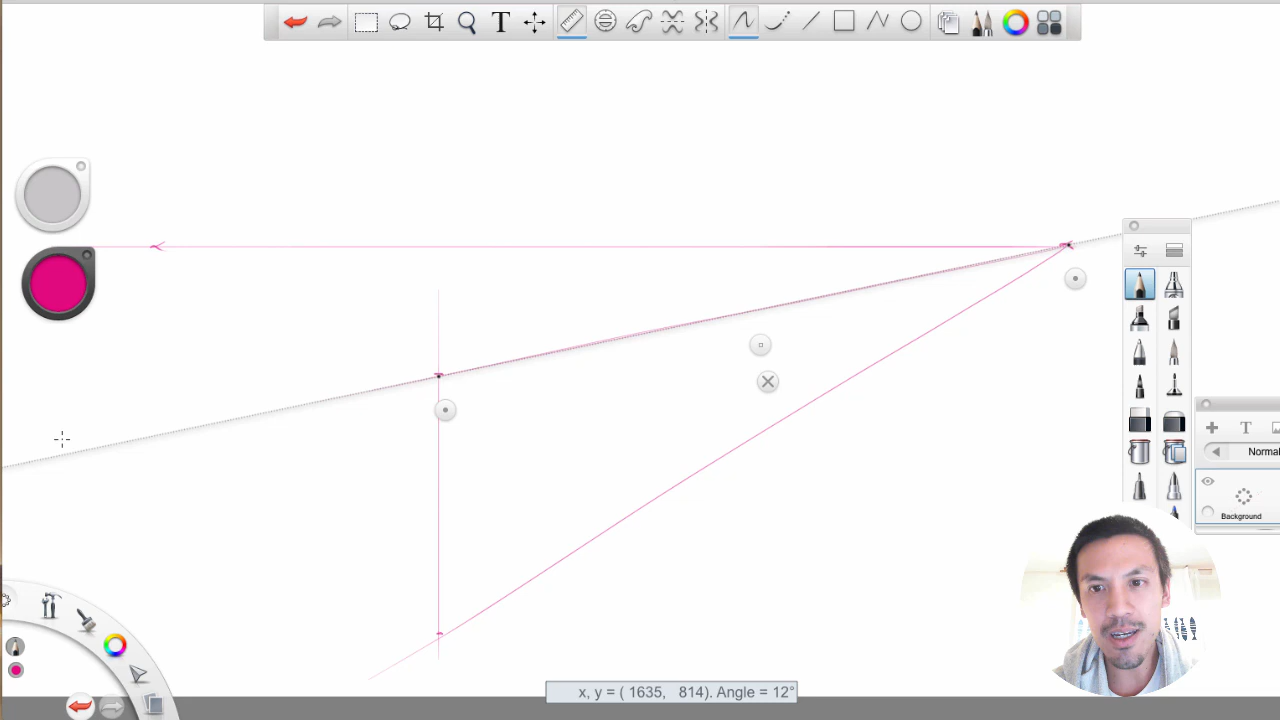 T
T
Normal
Background
x, y = ( 1635, 814). Angle = 12°